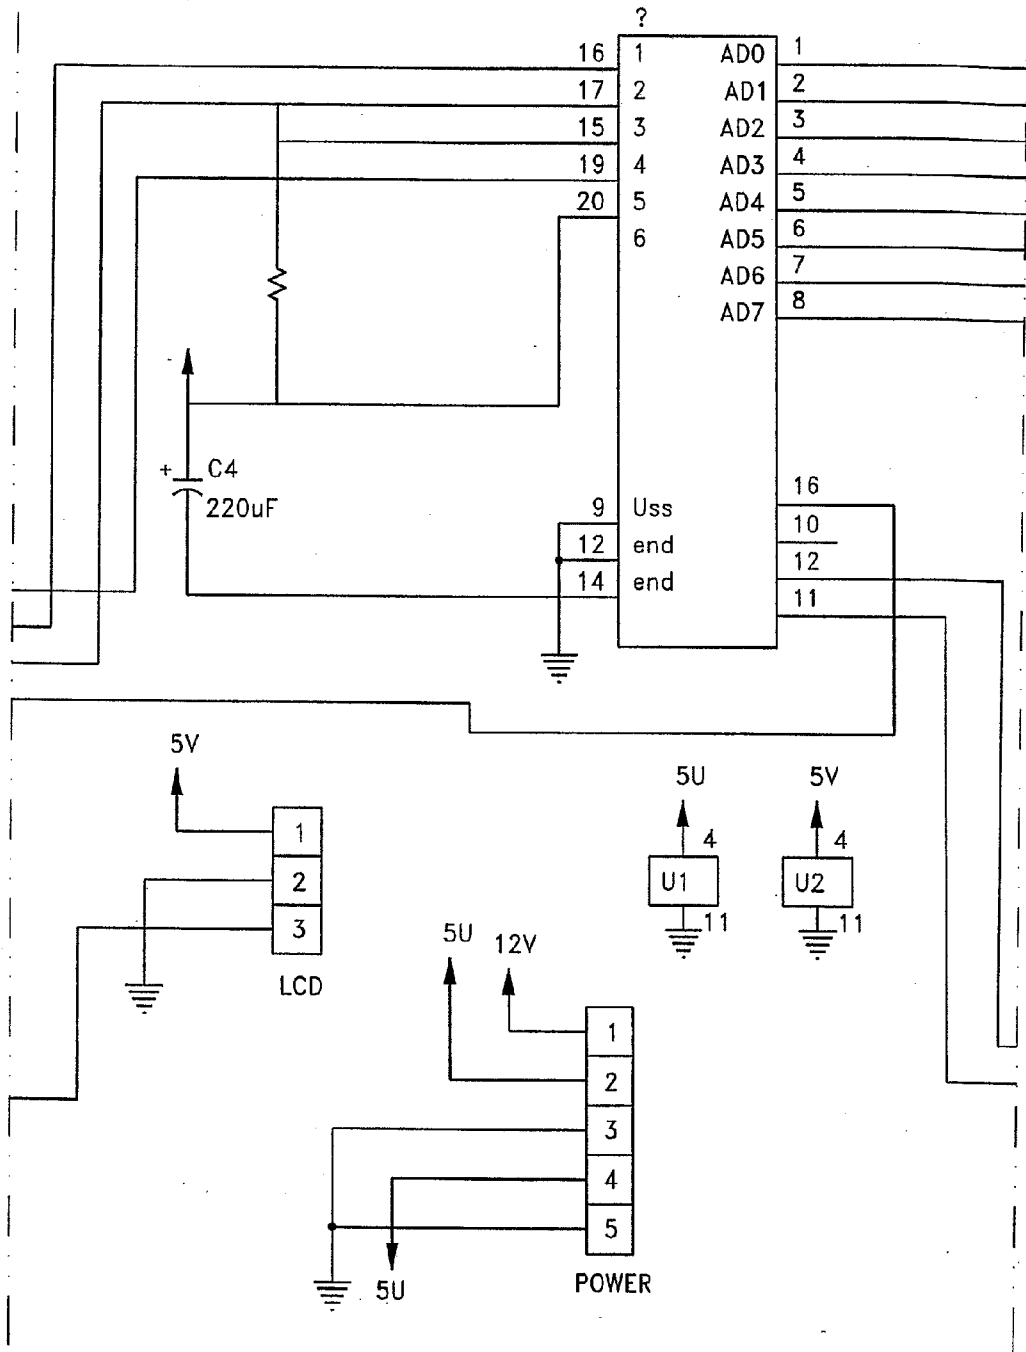 ?
16 1 AD0 1
17 2 AD1 2
15 3 AD2 3
19 4 AD3 4
20 5 AD4 5
6 AD5 6
AD6 7
AD7 8
+ C4
220uF
9 Uss 16
12 end 10
14 end 12
11
5V
1
2
3
LCD
5U
4
U1
11
5V
4
U2
11
5U 12V
1
2
3
4
5
5U
POWER